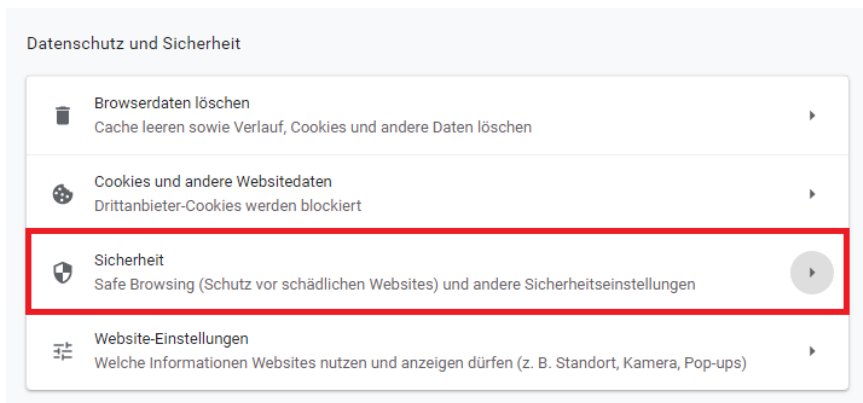 Datenschutz und Sicherheit
Browserdaten löschen
Cache leeren sowie Verlauf, Cookies und andere Daten löschen
Cookies und andere Websitedaten
Drittanbieter-Cookies werden blockiert
Sicherheit
Safe Browsing (Schutz vor schädlichen Websites) und andere Sicherheitseinstellungen
Website-Einstellungen
Welche Informationen Websites nutzen und anzeigen dürfen (z. B. Standort, Kamera, Pop-ups)